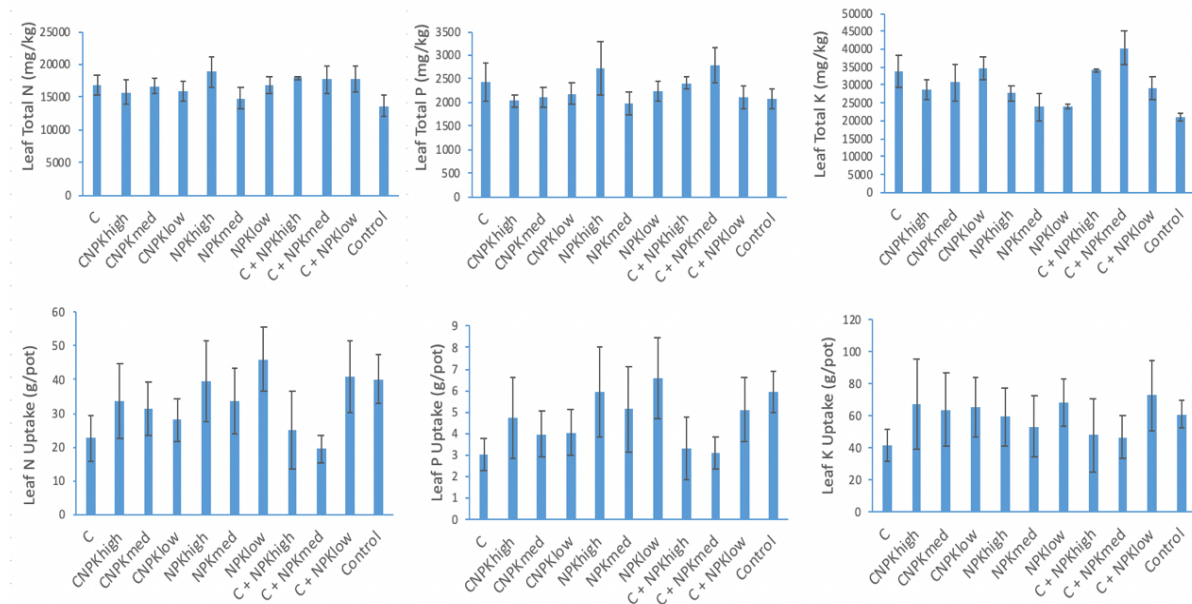 Leaf Total N (mg/kg)
25000
20000
15000
10000
5000
0
C
CNPKhigh
CNPKmed
CNPKlow
NPKhigh
NPKmed
NPKlow
C + NPKhigh
C + NPKmed
C + NPKlow
Control
Leaf Total P (mg/kg)
3500
3000
2500
2000
1500
1000
500
0
C
CNPKhigh
CNPKmed
CNPKlow
NPKhigh
NPKmed
NPKlow
C + NPKhigh
C + NPKmed
C + NPKlow
Control
Leaf Total K (mg/kg)
50000
45000
40000
35000
30000
25000
20000
15000
10000
5000
0
C
CNPKhigh
CNPKmed
CNPKlow
NPKhigh
NPKmed
NPKlow
C + NPKhigh
C + NPKmed
C + NPKlow
Control
Leaf N Uptake (g/pot)
60
50
40
30
20
10
0
C
CNPKhigh
CNPKmed
CNPKlow
NPKhigh
NPKmed
NPKlow
C + NPKhigh
C + NPKmed
C + NPKlow
Control
Leaf P Uptake (g/pot)
9
8
7
6
5
4
3
2
1
0
C
CNPKhigh
CNPKmed
CNPKlow
NPKhigh
NPKmed
NPKlow
C + NPKhigh
C + NPKmed
C + NPKlow
Control
Leaf K Uptake (g/pot)
120
100
80
60
40
20
0
C
CNPKhigh
CNPKmed
CNPKlow
NPKhigh
NPKmed
NPKlow
C + NPKhigh
C + NPKmed
C + NPKlow
Control